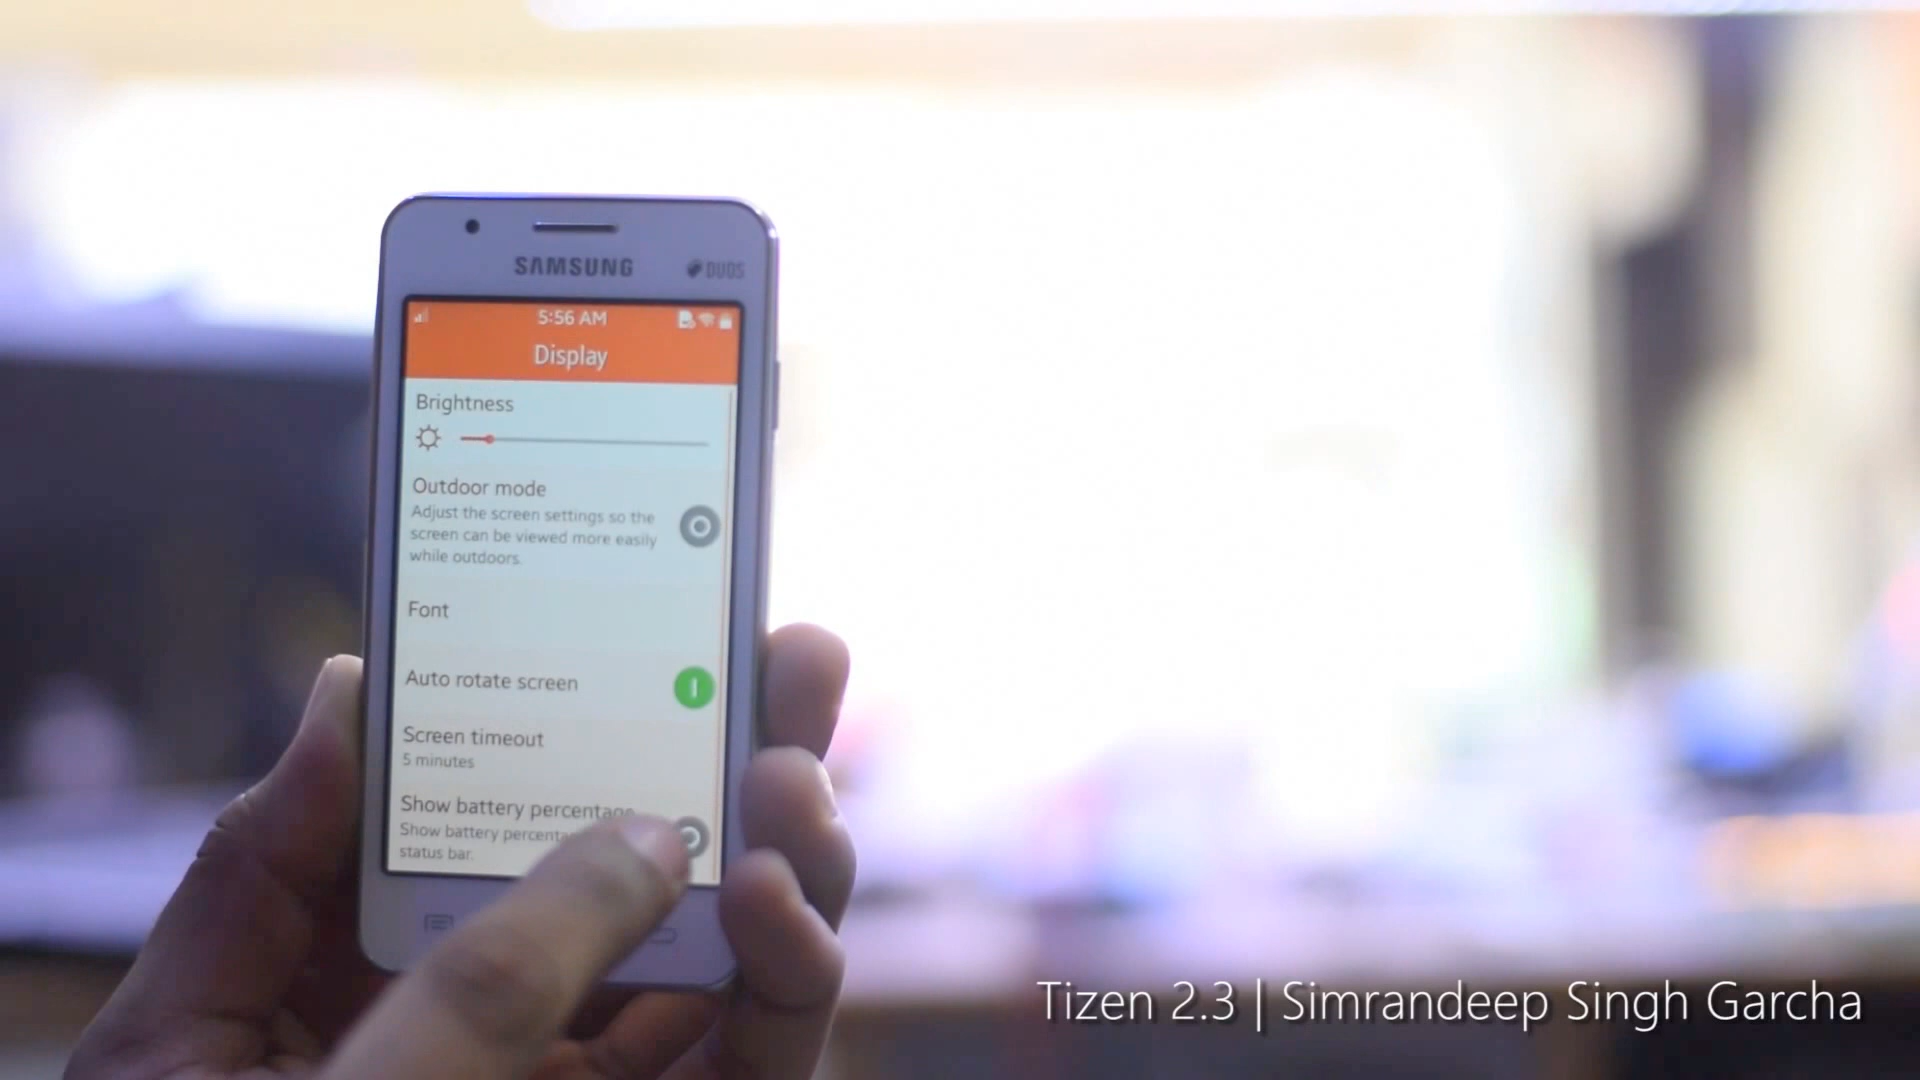 SAMSUNG
DUOS
5:56 AM
Display
Brightness
Outdoor mode
Adjust the screen settings so the
screen can be viewed more easily
while outdoors.
Font
Auto rotate screen
Screen timeout
5 minutes
Show battery percentage
Show battery
status bar.
Tizen 2.3 | Simrandeep Singh Garcha